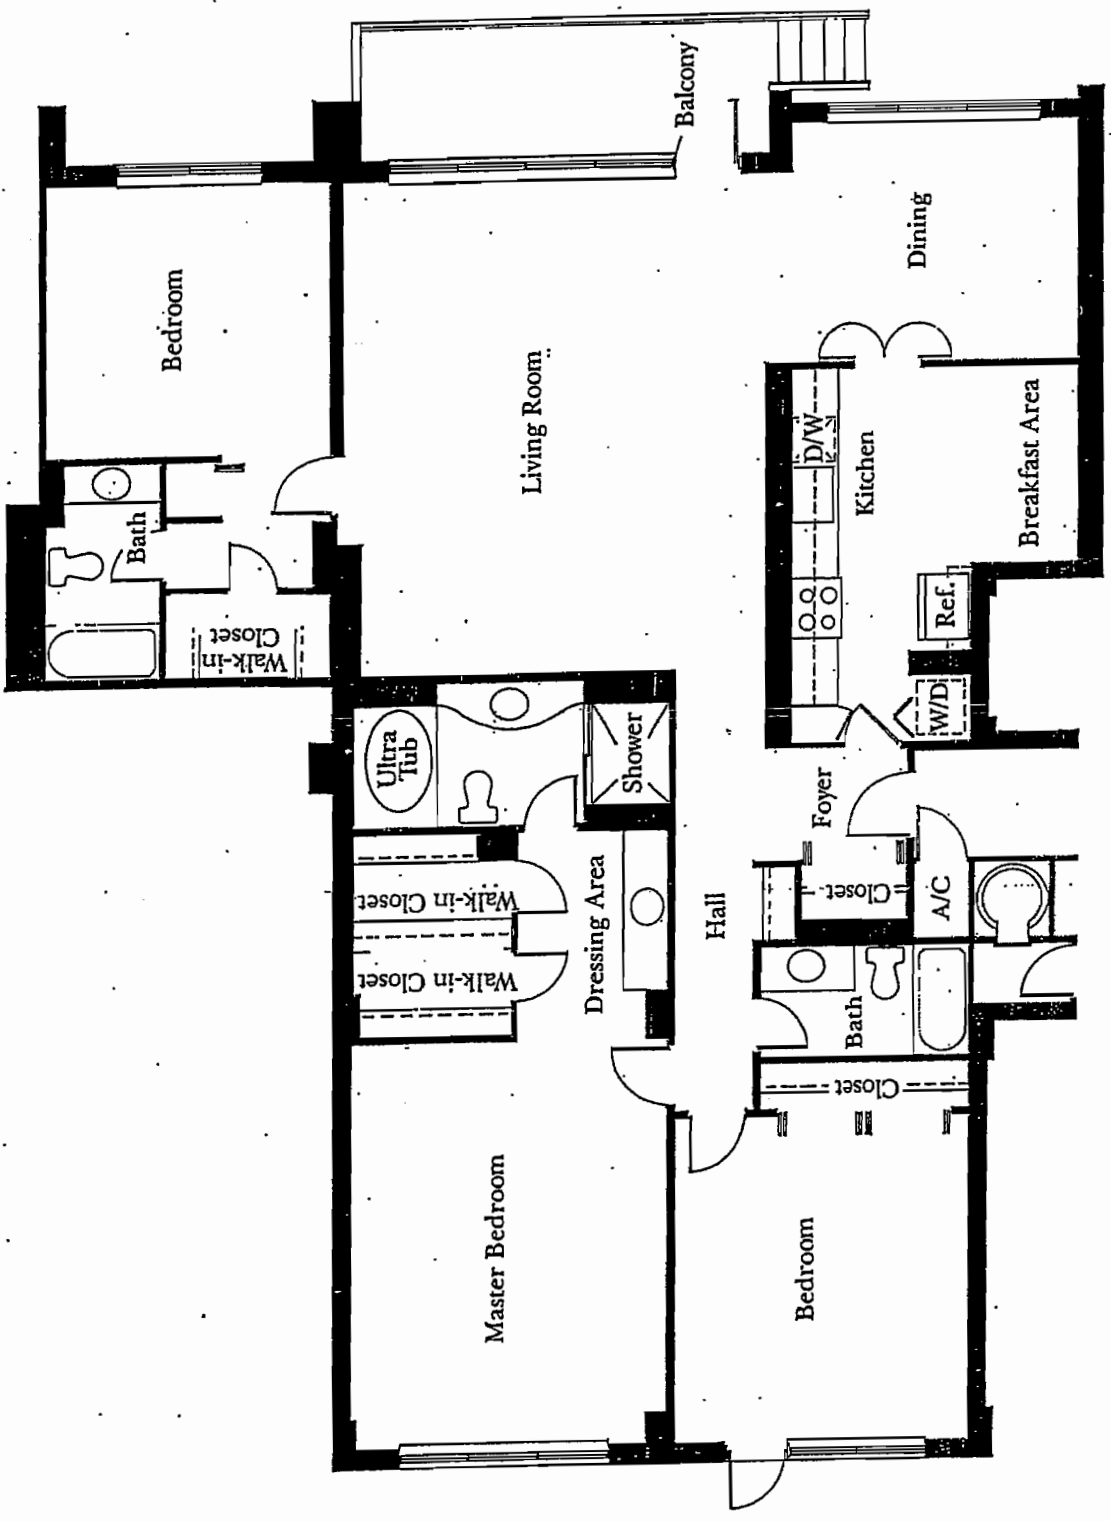 Balcony
Dining
Bedroom
Living Room
D/W
Kitchen
Breakfast Area
Bath
Ref.
Walk-in
Closet
W/D
Ultra
Tub
Shower
Foyer
Walk-in Closet
Walk-in Closet
Dressing Area
Hall
Closet
A/C
Bath
Closet
Master Bedroom
Bedroom